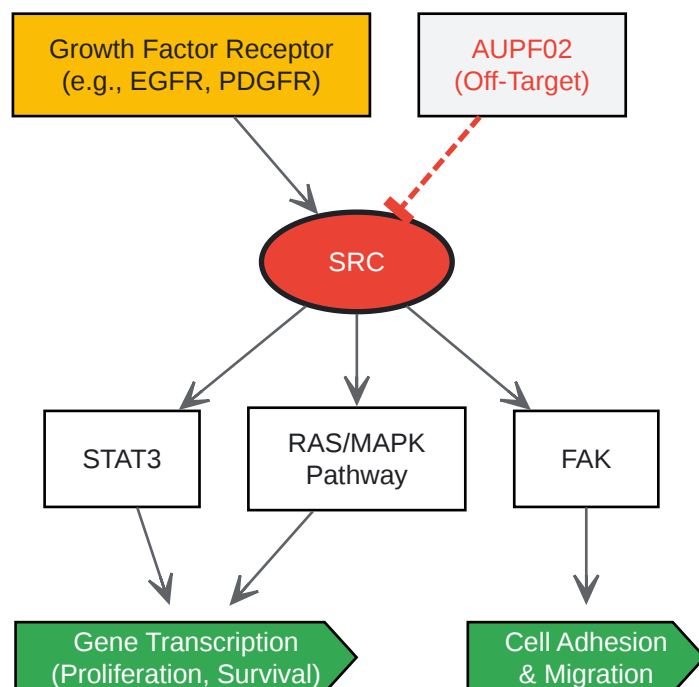 Growth Factor Receptor
(e.g., EGFR, PDGFR)
AUPF02
(Off-Target)
SRC
STAT3
RAS/MAPK
Pathway
FAK
Gene Transcription
(Proliferation, Survival)
Cell Adhesion
& Migration